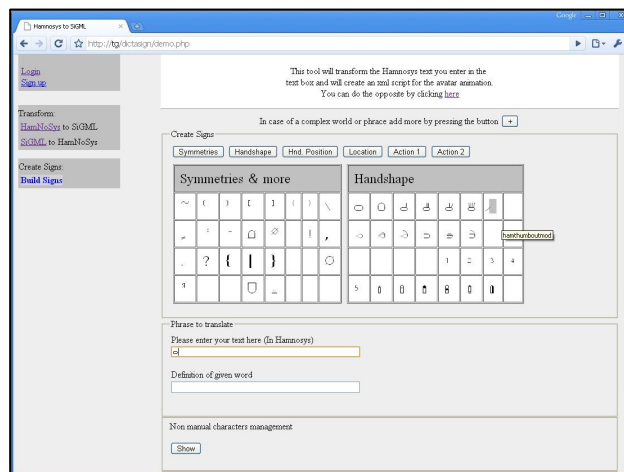 Google
Hamnosys to SiGML
http://tg/dictasign/demo.php
Login
Sign up
Transform:
HamNoSys to SiGML
SiGML to HamNoSys
Create Signs:
Build Signs
This tool will transform the Hamnosys text you enter in the
text box and will create an xml script for the avatar animation.
You can do the opposite by clicking here
In case of a complex world or phrace add more by pressing the button +
Create Signs
Symmetries Handshape Hnd. Position Location Action 1 Action 2
Symmetries & more
~ ( ) [ ] ( ) \
! ,
. ? { | }
Handshape
hamthumboutmod
1 2 3 4
5
Phrase to translate
Please enter your text here (In Hamnosys)
Definition of given word
Non manual characters management
Show